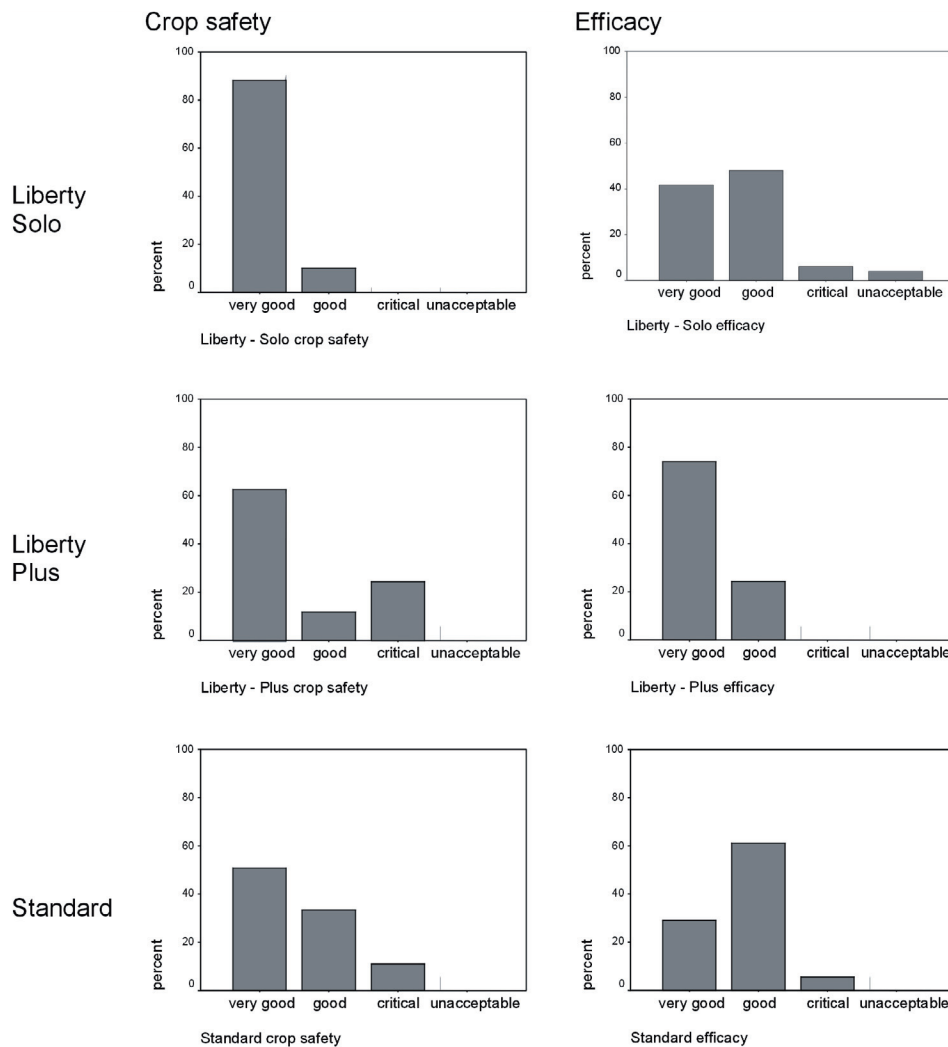 Crop safety
Efficacy
Liberty
Solo
percent
100
80
60
40
20
0
very good good critical unacceptable
Liberty - Solo crop safety
percent
100
80
60
40
20
0
very good good critical unacceptable
Liberty - Solo efficacy
Liberty
Plus
percent
100
80
60
40
20
0
very good good critical unacceptable
Liberty - Plus crop safety
percent
100
80
60
40
20
0
very good good critical unacceptable
Liberty - Plus efficacy
Standard
percent
100
80
60
40
20
0
very good good critical unacceptable
Standard crop safety
percent
100
80
60
40
20
0
very good good critical unacceptable
Standard efficacy